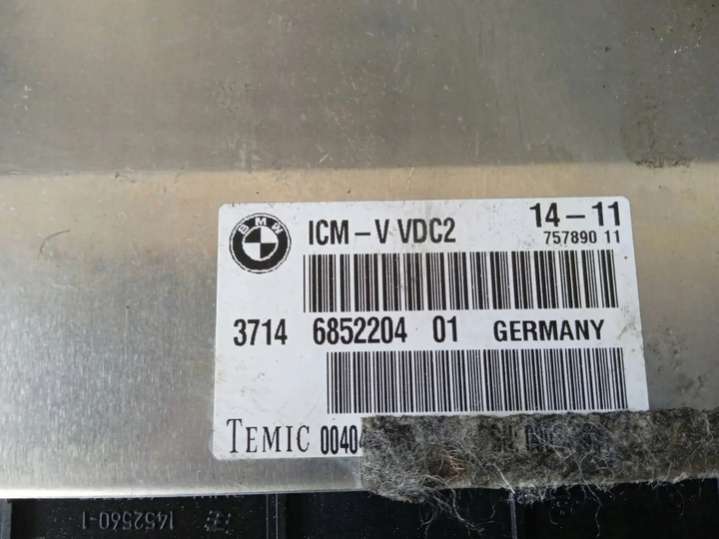 BMW
ICM-V VDC2 14-11
757890 11
3714 6852204 01 GERMANY
TEMIC 0040
1452560-1